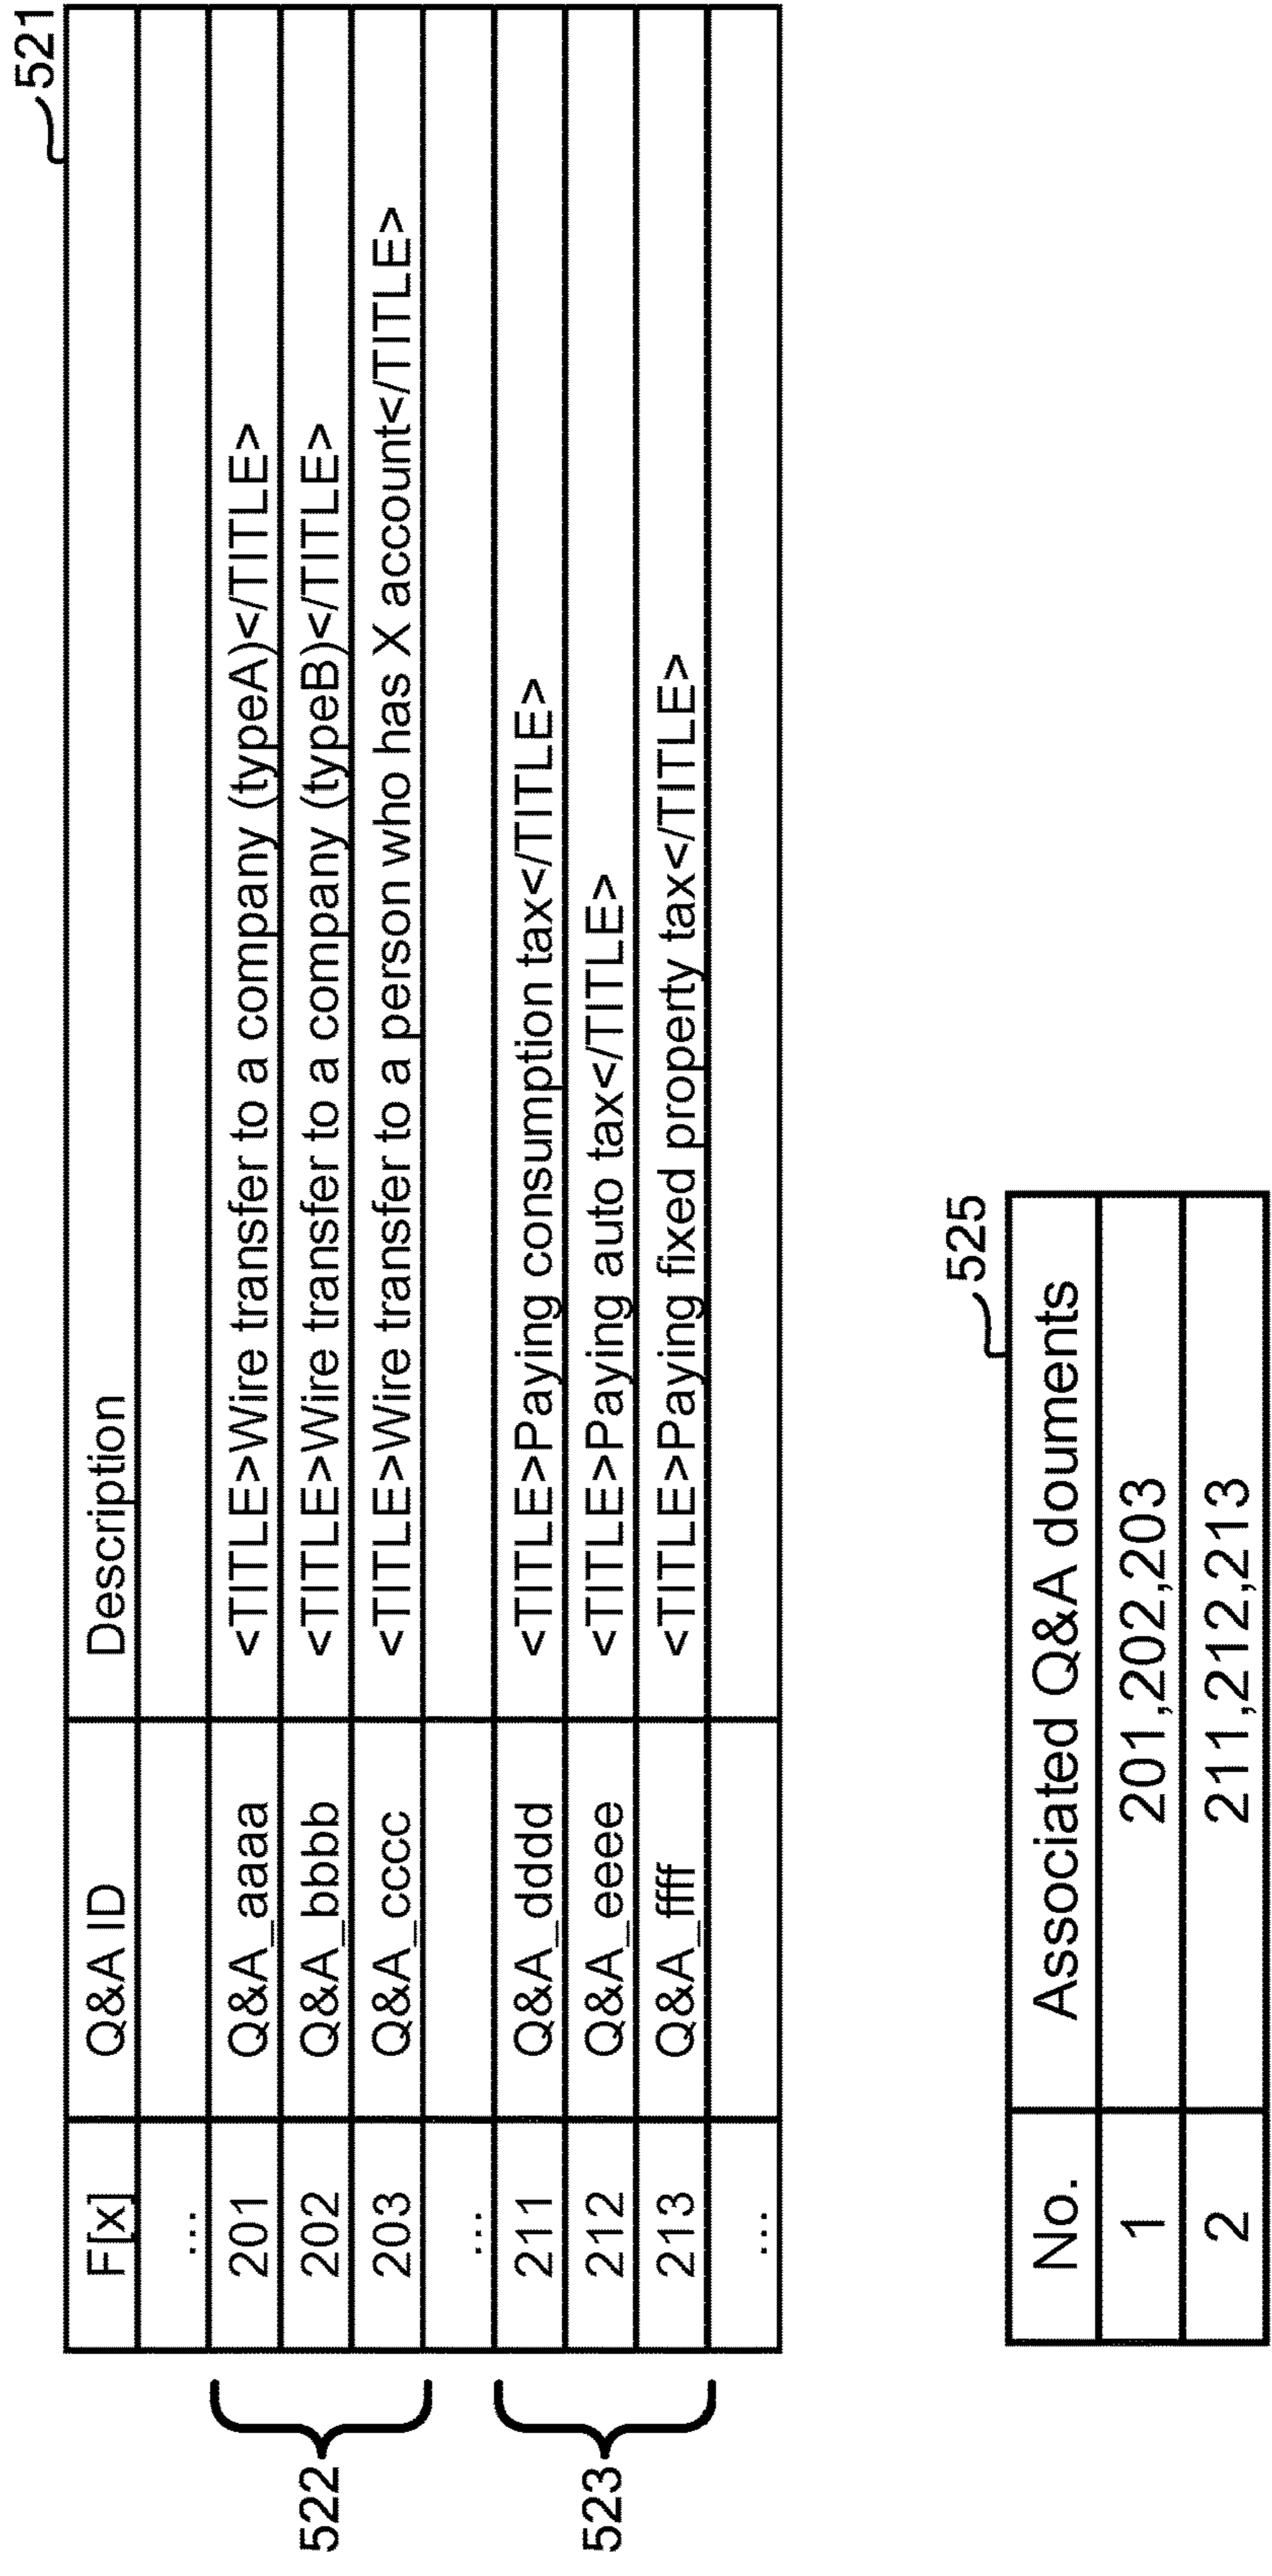 521
F[x] Q&A ID Description
...
201 Q&A_aaaa <TITLE>Wire transfer to a company (typeA)</TITLE>
202 Q&A_bbbb <TITLE>Wire transfer to a company (typeB)</TITLE>
203 Q&A_cccc <TITLE>Wire transfer to a person who has X account</TITLE>
...
211 Q&A_dddd <TITLE>Paying consumption tax</TITLE>
212 Q&A_eeee <TITLE>Paying auto tax</TITLE>
213 Q&A_ffff <TITLE>Paying fixed property tax</TITLE>
...
522
523
525
No. Associated Q&A douments
1 201,202,203
2 211,212,213